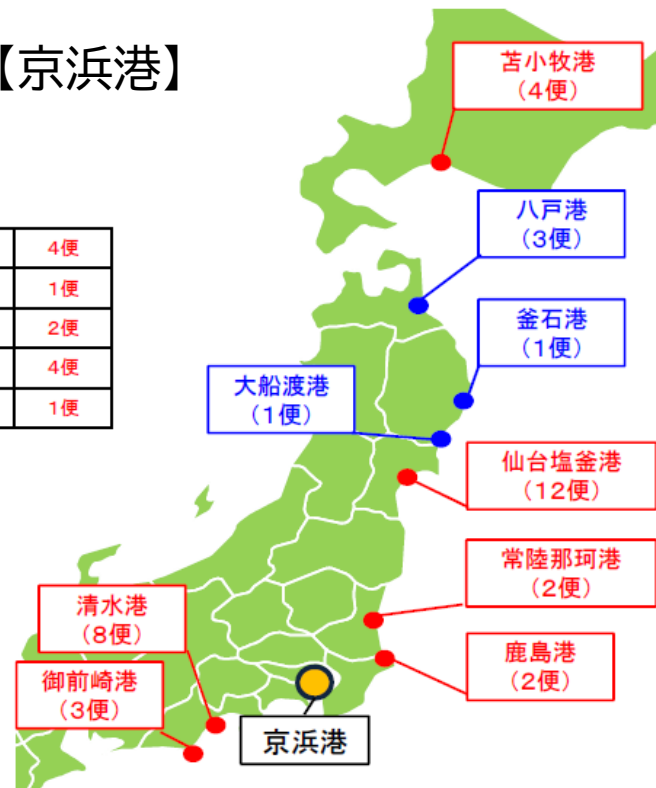 【京浜港】
苫小牧港
(4便)
八戸港
(3便)
4便
1便
2便
4便
1便
釜石港
(1便)
大船渡港
(1便)
仙台塩釜港
(12便)
常陸那珂港
(2便)
清水港
(8便)
鹿島港
(2便)
御前崎港
(3便)
京浜港